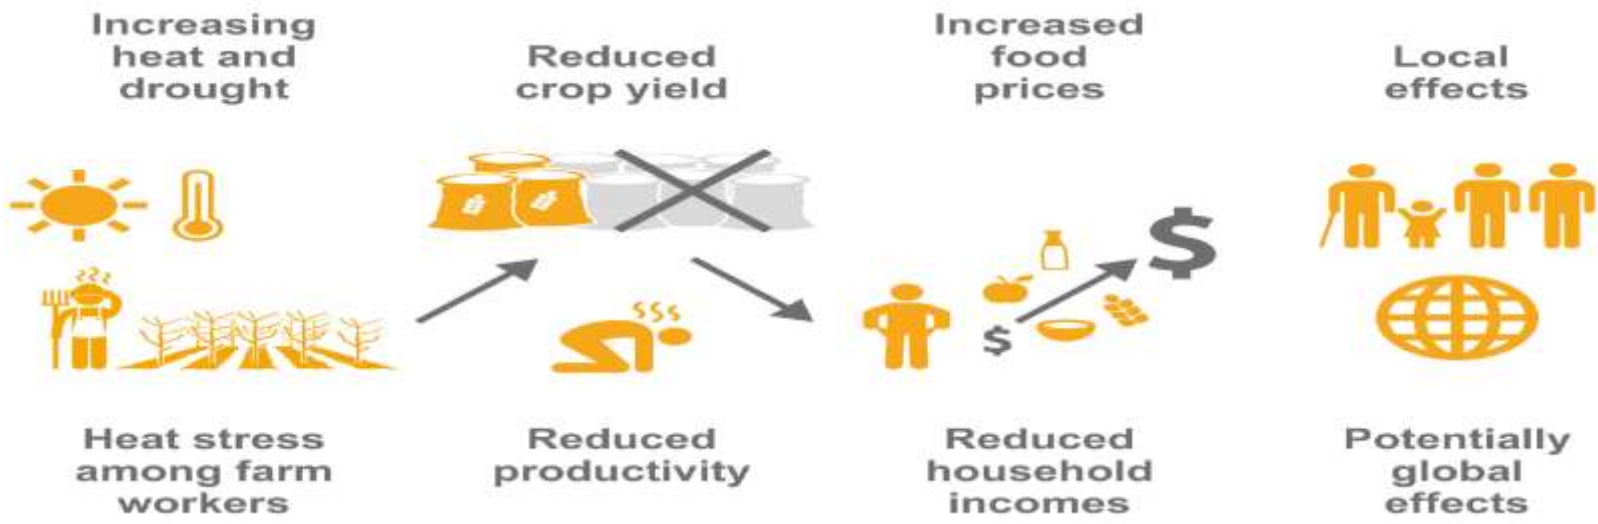 Increasing
heat and
drought
Reduced
crop yield
Increased
food
prices
Local
effects
$
$
Heat stress
among farm
workers
Reduced
productivity
Reduced
household
incomes
Potentially
global
effects